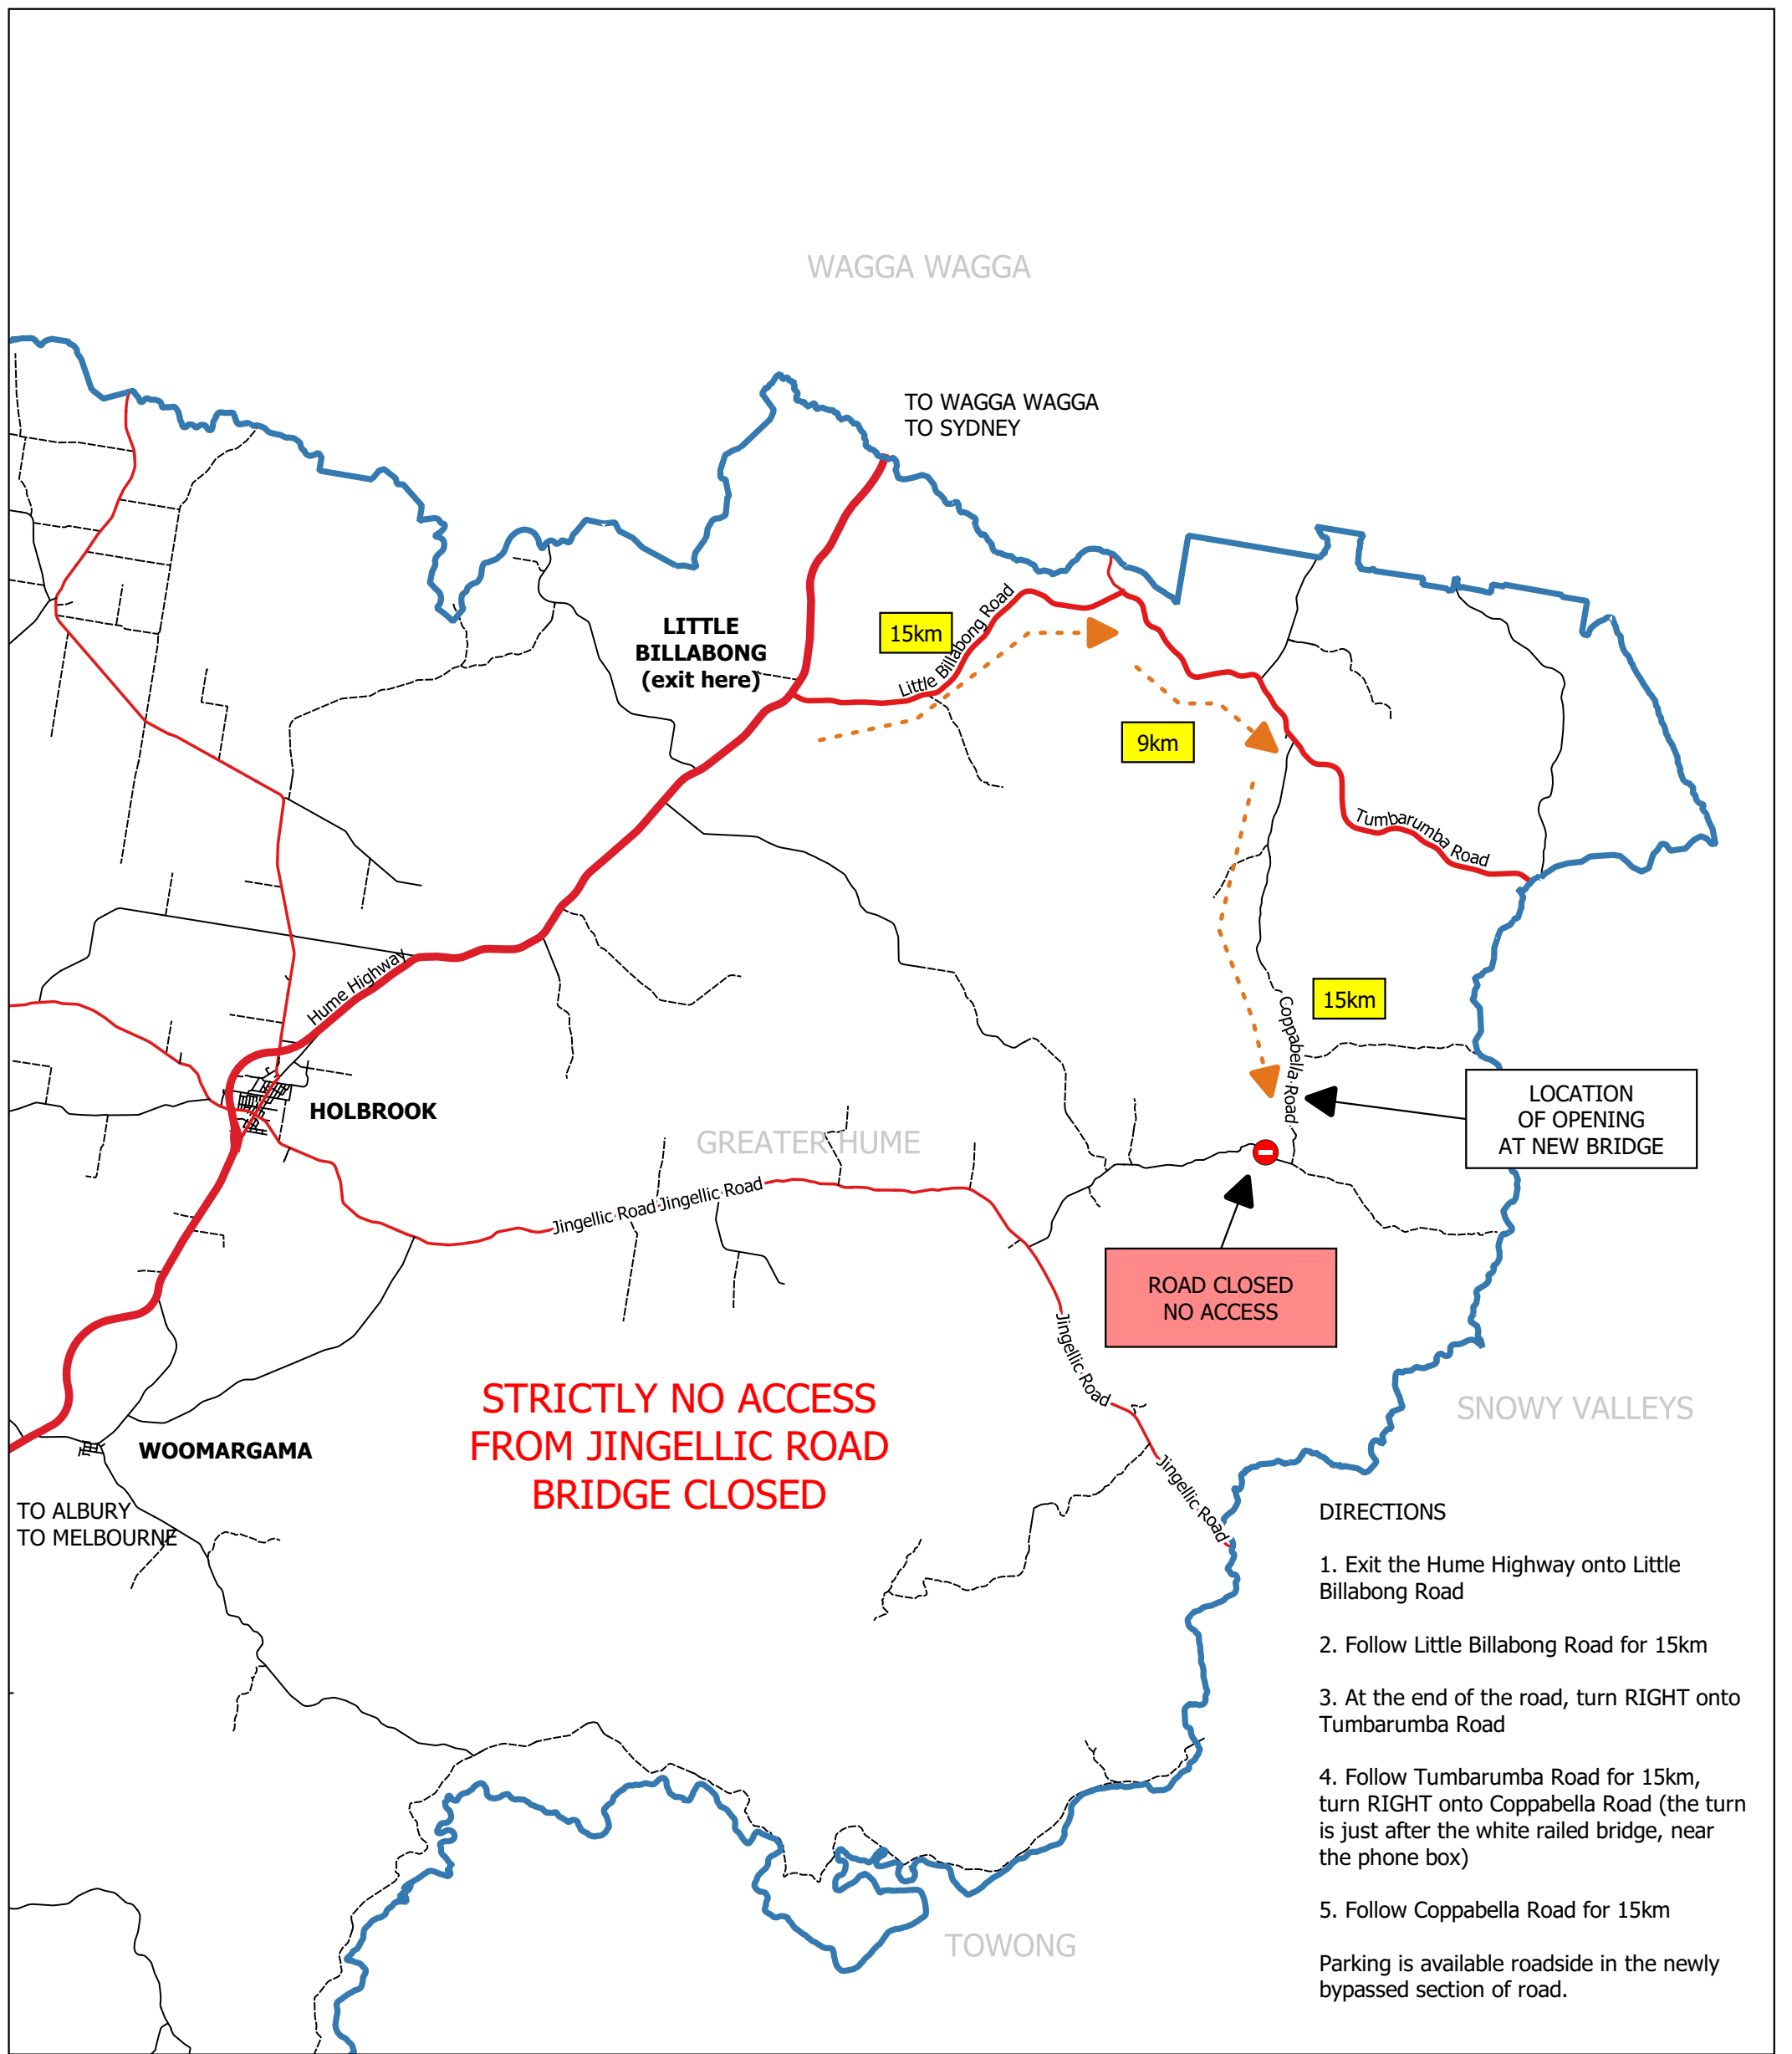 WAGGA WAGGA
TO WAGGA WAGGA
TO SYDNEY
LITTLE
BILLABONG
(exit here)
15km
Little Billabong Road
9km
Tumbarumba Road
Hume Highway
15km
Coppabella Road
LOCATION
OF OPENING
AT NEW BRIDGE
HOLBROOK
GREATER HUME
Jingellic Road
Jingellic Road
ROAD CLOSED
NO ACCESS
Jingellic Road
STRICTLY NO ACCESS
FROM JINGELLIC ROAD
BRIDGE CLOSED
SNOWY VALLEYS
WOOMARGAMA
Jingellic Road
TO ALBURY
TO MELBOURNE
DIRECTIONS
1. Exit the Hume Highway onto Little
Billabong Road
2. Follow Little Billabong Road for 15km
3. At the end of the road, turn RIGHT onto
Tumbarumba Road
4. Follow Tumbarumba Road for 15km,
turn RIGHT onto Coppabella Road (the turn
is just after the white railed bridge, near
the phone box)
5. Follow Coppabella Road for 15km
Parking is available roadside in the newly
bypassed section of road.
TOWONG